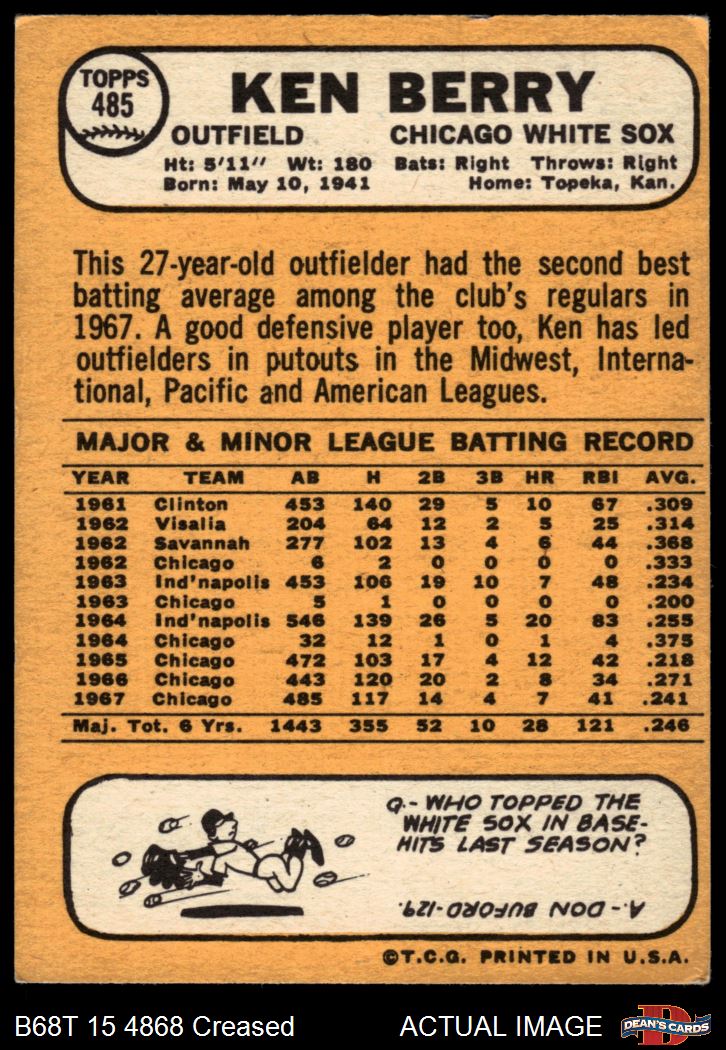 TOPPS
485
KEN BERRY
OUTFIELD CHICAGO WHITE SOX
Ht: 5'11" Wt: 180 Bats: Right Throws: Right
Born: May 10, 1941 Home: Topeka, Kan.
This 27-year-old outfielder had the second best
batting average among the club's regulars in
1967. A good defensive player too, Ken has led
outfielders in putouts in the Midwest, Interna-
tional, Pacific and American Leagues.
MAJOR & MINOR LEAGUE BATTING RECORD
YEAR TEAM AB H 2B 3B HR RBI AVG.
1961 Clinton 453 140 29 5 10 67 .309
1962 Visalia 204 64 12 2 5 25 .314
1962 Savannah 277 102 13 4 6 44 .368
1962 Chicago 6 2 0 0 0 0 .333
1963 Ind'napolis 453 106 19 10 7 48 .234
1963 Chicago 5 1 0 0 0 0 .200
1964 Ind'napolis 546 139 26 5 20 83 .255
1964 Chicago 32 12 1 0 1 4 .375
1965 Chicago 472 103 17 4 12 42 .218
1966 Chicago 443 120 20 2 8 34 .271
1967 Chicago 485 117 14 4 7 41 .241
Maj. Tot. 6 Yrs. 1443 355 52 10 28 121 .246
Q.- WHO TOPPED THE
WHITE SOX IN BASE-
HITS LAST SEASON?
A.- DON BUFORD-129.
©T.C.G. PRINTED IN U.S.A.
B68T 15 4868 Creased ACTUAL IMAGE
D
DEAN'S CARDS